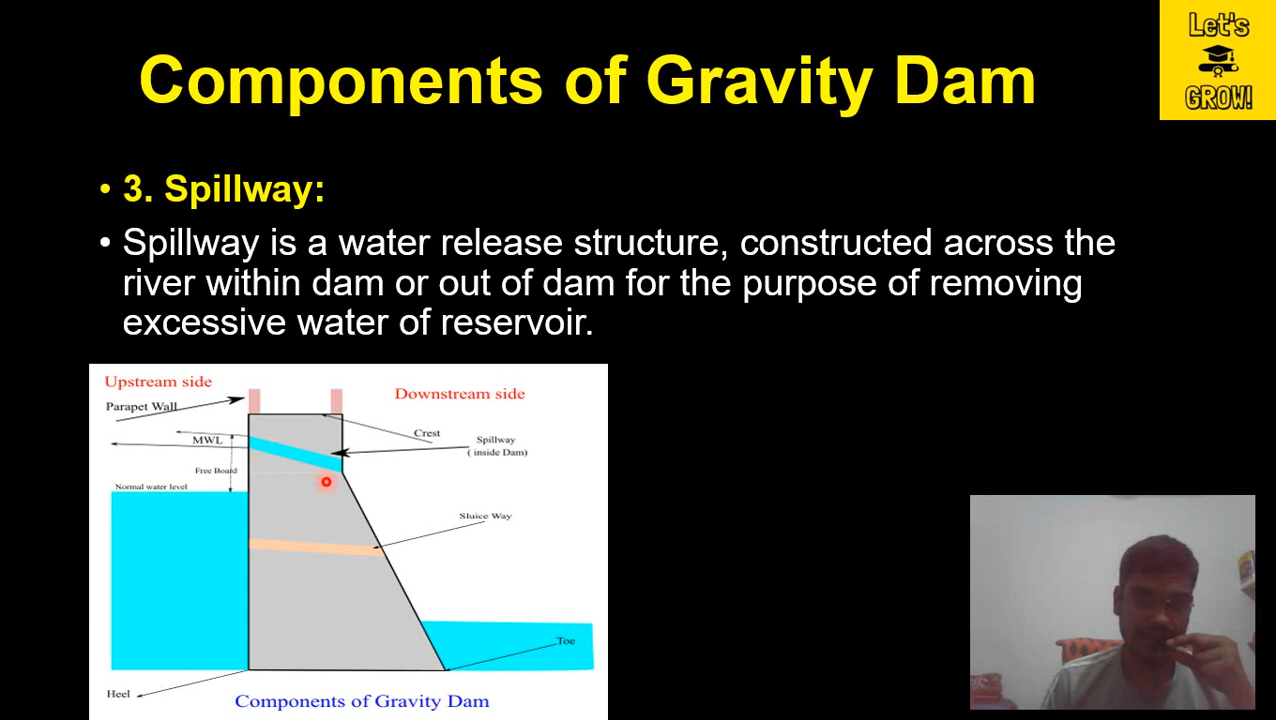 Components of Gravity Dam
Let's
GROW!
• 3. Spillway:
• Spillway is a water release structure, constructed across the
river within dam or out of dam for the purpose of removing
excessive water of reservoir.
Upstream side
Downstream side
Parapet Wall
Crest
MWL
Spillway
( inside Dam)
Free Board
Normal water level
Sluice Way
Toe
Heel
Components of Gravity Dam